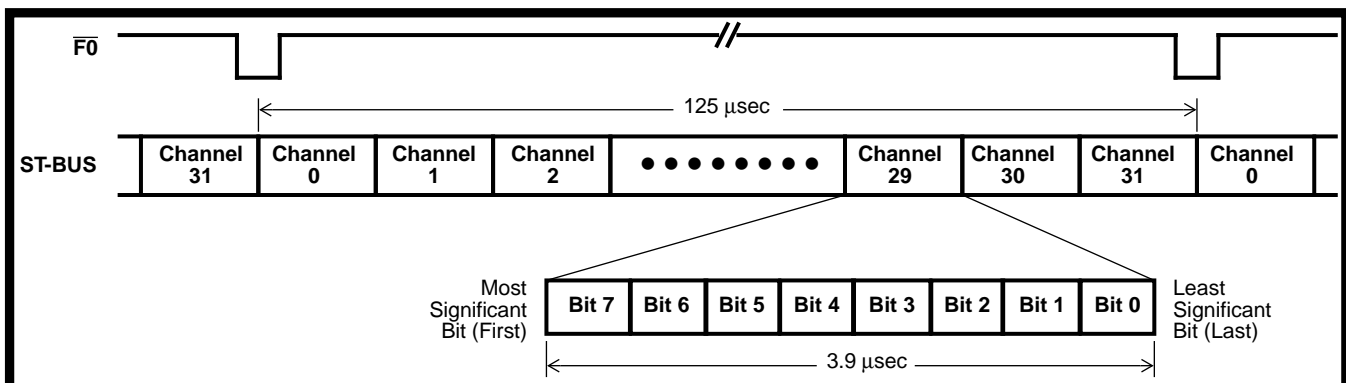 F0
125 µsec
ST-BUS
Channel 31
Channel 0
Channel 1
Channel 2
Channel 29
Channel 30
Channel 31
Channel 0
Most
Significant
Bit (First)
Bit 7
Bit 6
Bit 5
Bit 4
Bit 3
Bit 2
Bit 1
Bit 0
Least
Significant
Bit (Last)
3.9 µsec